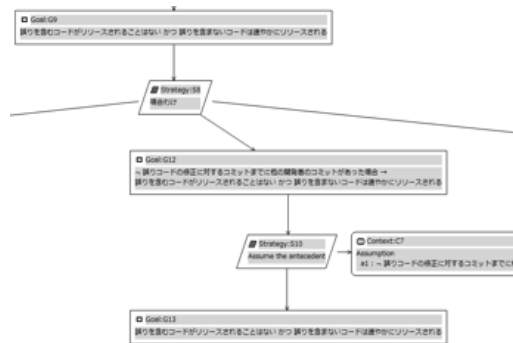 Goal:G9
誤りを含むコードがリリースされることはない かつ 誤りを含まないコードは速やかにリリースされる
Strategy:S8
場合わけ
Goal:G12
¬ 誤りコードの修正に対するコミットまでに他の開発者のコミットがあった場合 →
誤りを含むコードがリリースされることはない かつ 誤りを含まないコードは速やかにリリースされる
Strategy:S10
Assume the antecedent
Context:C7
Assumption
a1 : ¬ 誤りコードの修正に対するコミットまでに
Goal:G13
誤りを含むコードがリリースされることはない かつ 誤りを含まないコードは速やかにリリースされる